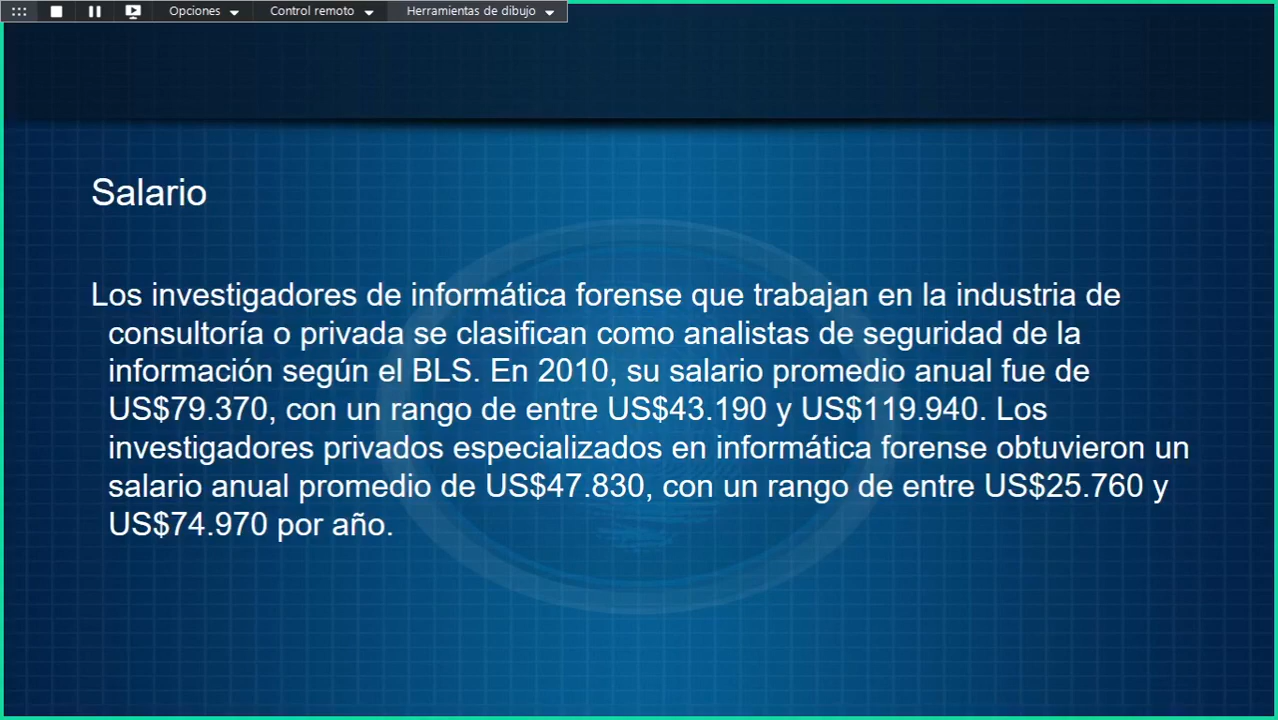 Opciones Control remoto Herramientas de dibujo
Salario
Los investigadores de informática forense que trabajan en la industria de
consultoría o privada se clasifican como analistas de seguridad de la
información según el BLS. En 2010, su salario promedio anual fue de
US$79.370, con un rango de entre US$43.190 y US$119.940. Los
investigadores privados especializados en informática forense obtuvieron un
salario anual promedio de US$47.830, con un rango de entre US$25.760 y
US$74.970 por año.